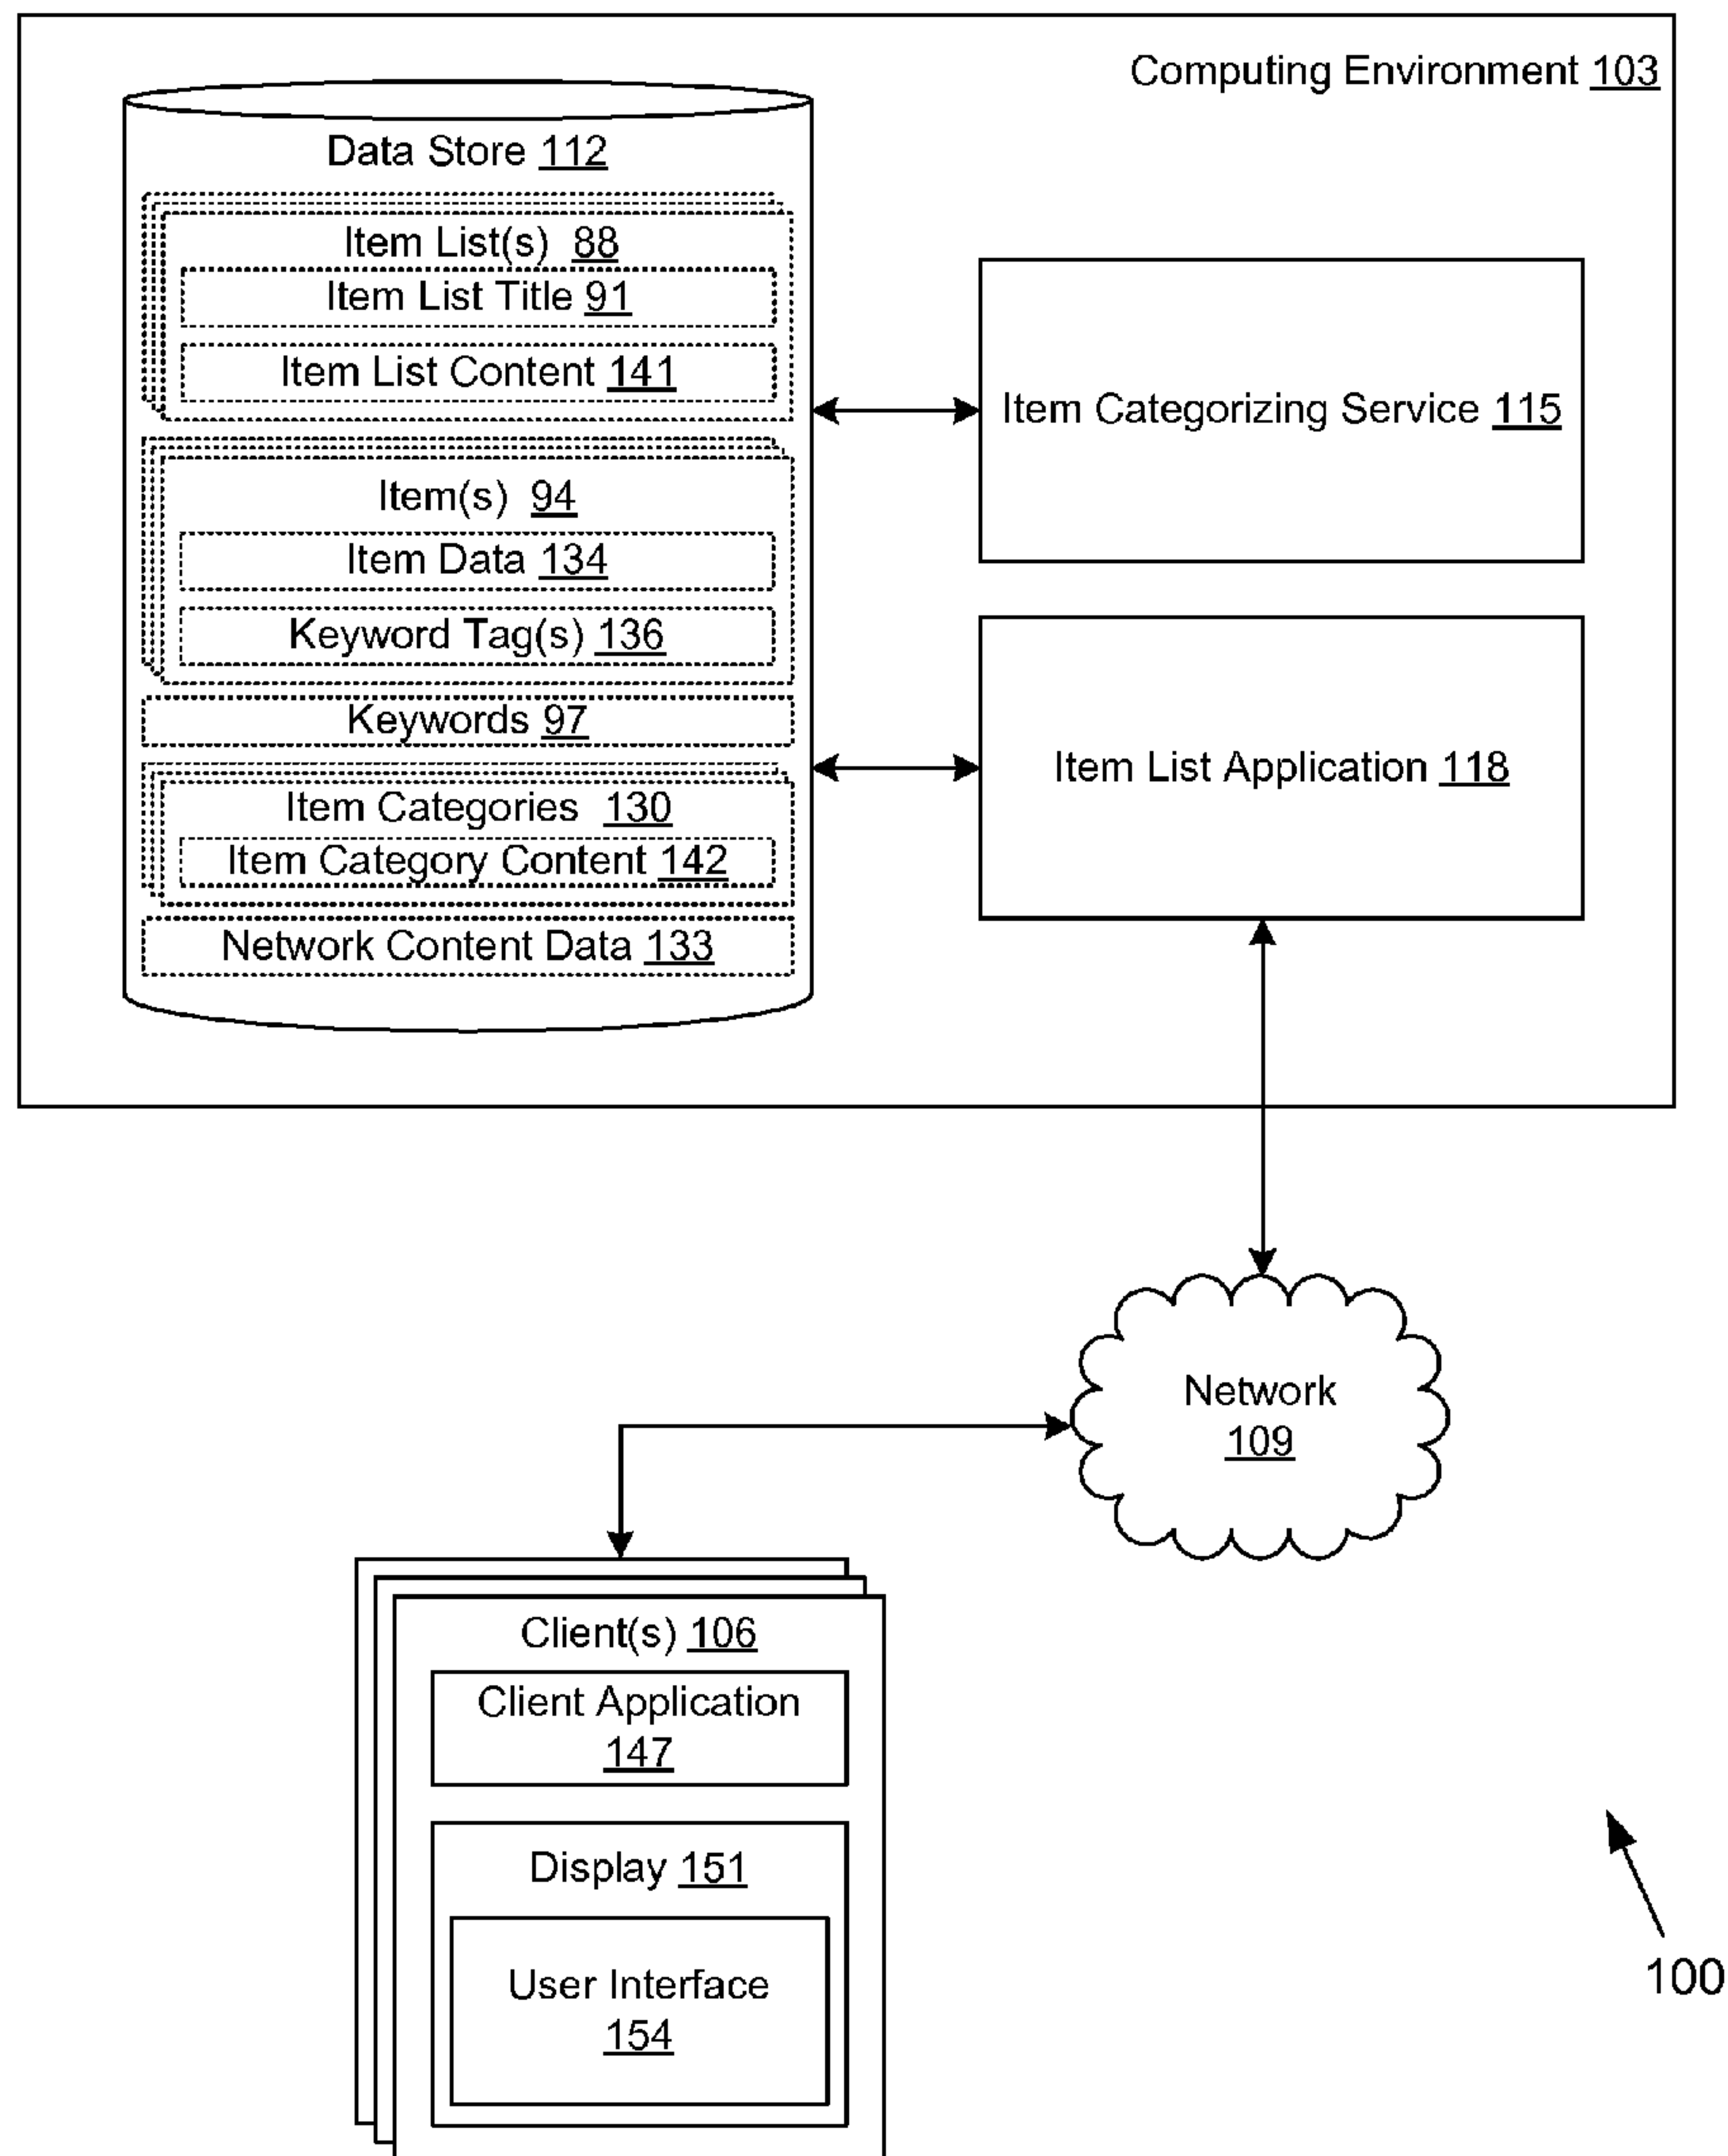 Computing Environment 103
Data Store 112
Item List(s) 88
Item List Title 91
Item List Content 141
Item(s) 94
Item Data 134
Keyword Tag(s) 136
Keywords 97
Item Categories 130
Item Category Content 142
Network Content Data 133
Item Categorizing Service 115
Item List Application 118
Network
109
Client(s) 106
Client Application
147
Display 151
User Interface
154
100